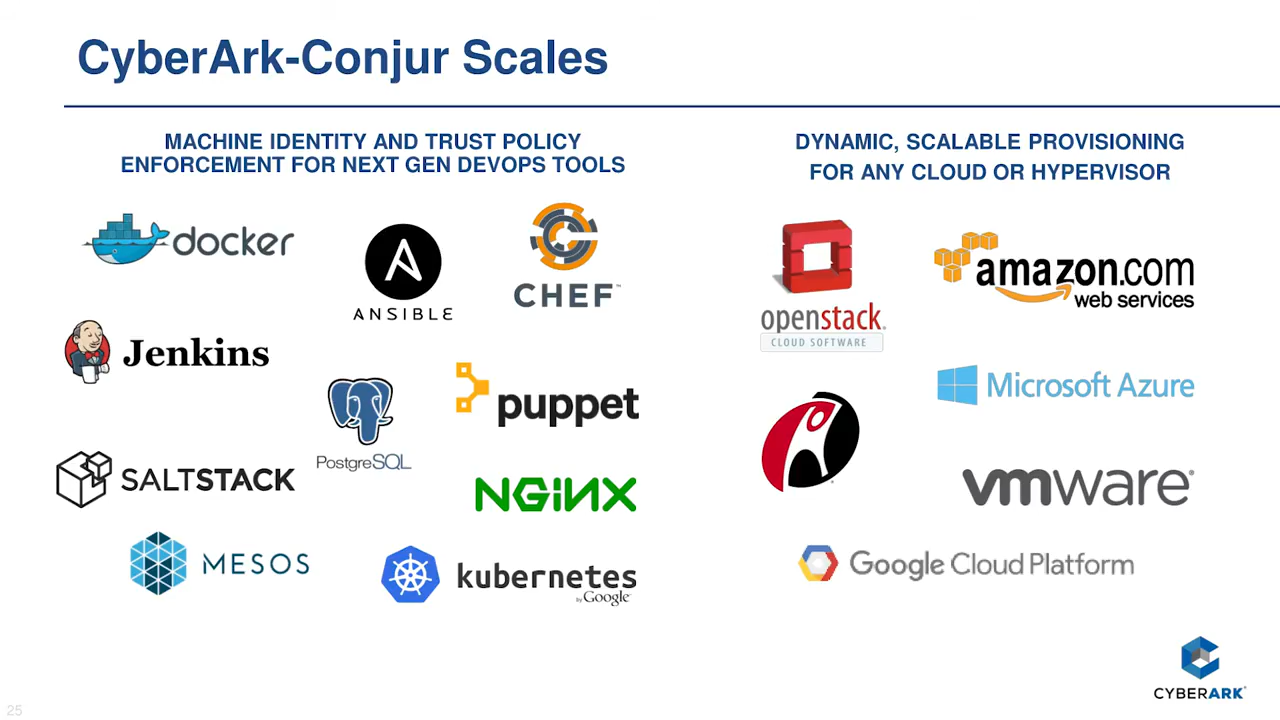 CyberArk-Conjur Scales
MACHINE IDENTITY AND TRUST POLICY
ENFORCEMENT FOR NEXT GEN DEVOPS TOOLS
docker
ANSIBLE
CHEF™
Jenkins
PostgreSQL
puppet
SALTSTACK
NGINX
MESOS
kubernetes
by Google™
DYNAMIC, SCALABLE PROVISIONING
FOR ANY CLOUD OR HYPERVISOR
openstack®
CLOUD SOFTWARE
amazon.com
web services
Microsoft Azure
vmware®
Google Cloud Platform
CYBERARK®
25